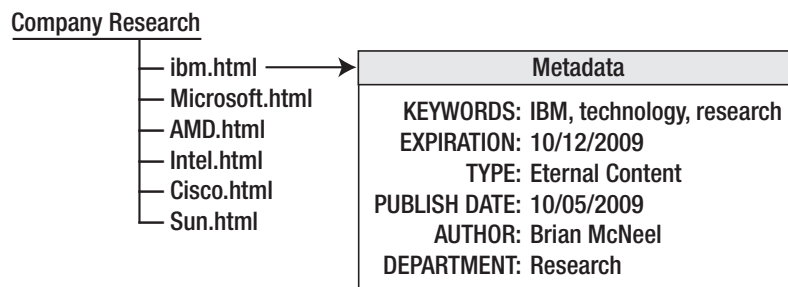 Company Research
ibm.html
Microsoft.html
AMD.html
Intel.html
Cisco.html
Sun.html
Metadata
KEYWORDS: IBM, technology, research
EXPIRATION: 10/12/2009
TYPE: Eternal Content
PUBLISH DATE: 10/05/2009
AUTHOR: Brian McNeel
DEPARTMENT: Research